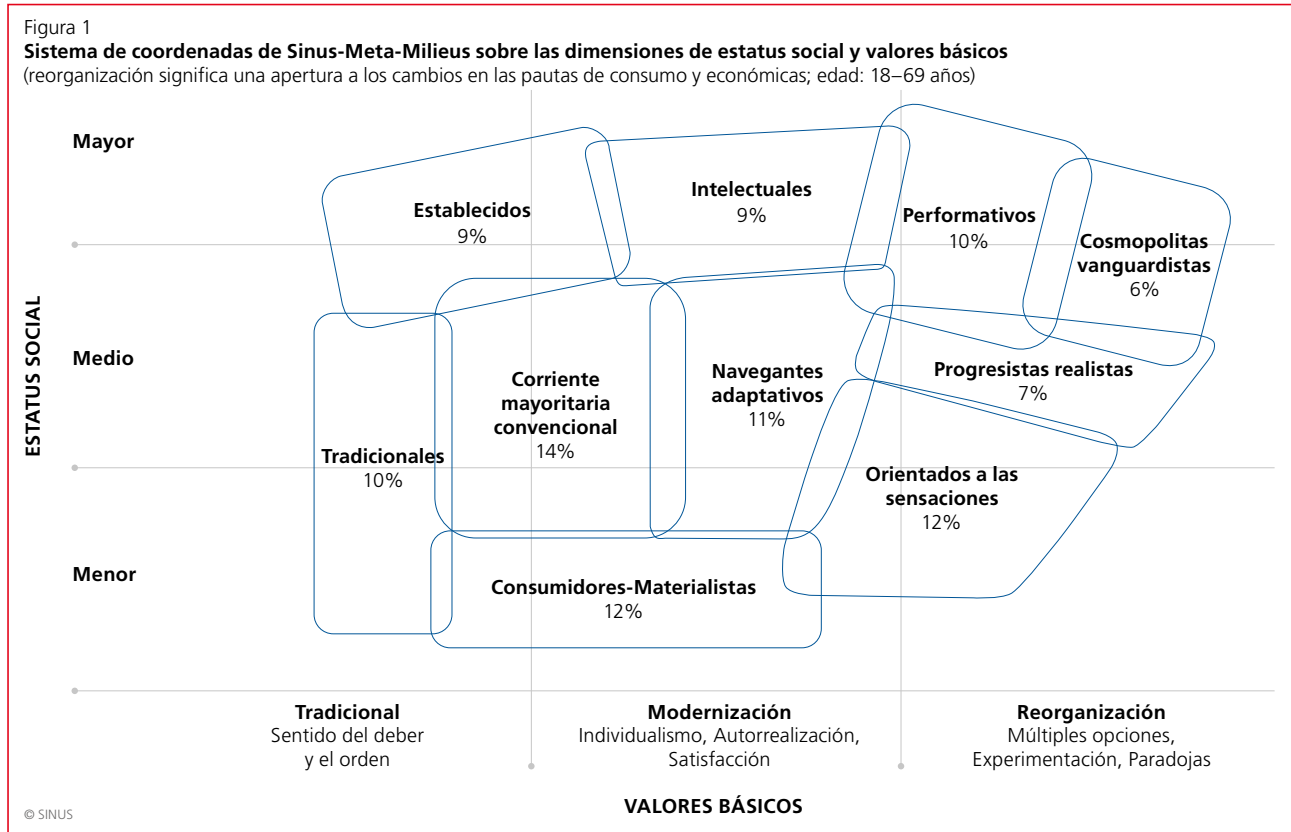 Figura 1
Sistema de coordenadas de Sinus-Meta-Milieus sobre las dimensiones de estatus social y valores básicos
(reorganización significa una apertura a los cambios en las pautas de consumo y económicas; edad: 18–69 años)
ESTATUS SOCIAL
Mayor
Medio
Menor
Establecidos
9%
Intelectuales
9%
Performativos
10%
Cosmopolitas
vanguardistas
6%
Tradicionales
10%
Corriente
mayoritaria
convencional
14%
Navegantes
adaptativos
11%
Progresistas realistas
7%
Orientados a las
sensaciones
12%
Consumidores-Materialistas
12%
Tradicional
Sentido del deber
y el orden
Modernización
Individualismo, Autorrealización,
Satisfacción
Reorganización
Múltiples opciones,
Experimentación, Paradojas
VALORES BÁSICOS
© SINUS